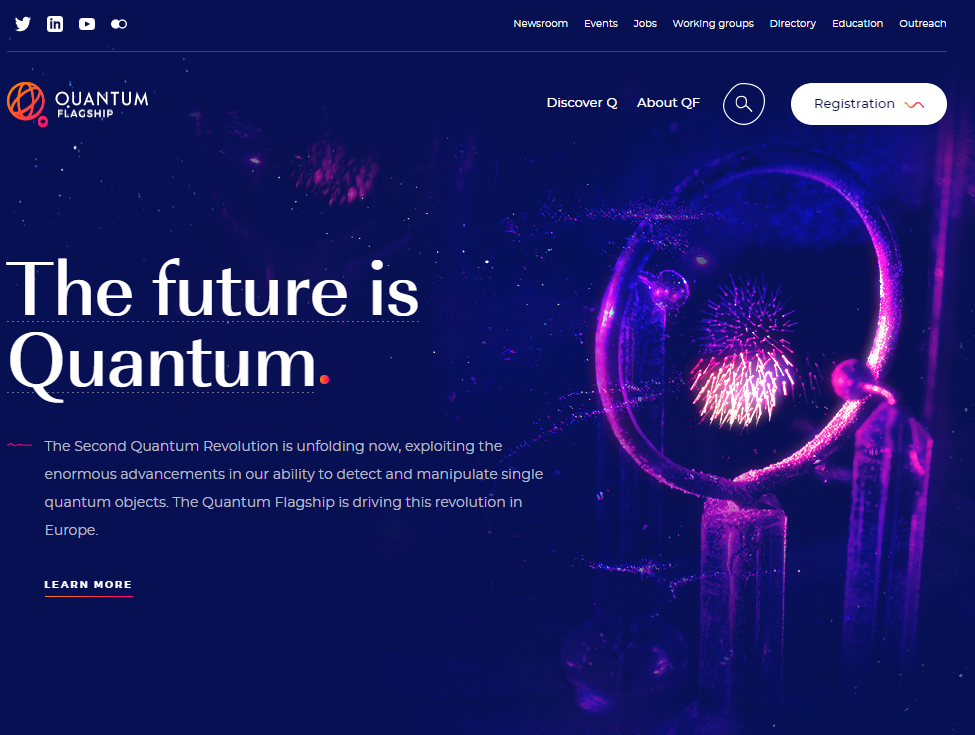 Newsroom Events Jobs Working groups Directory Education Outreach
QUANTUM
FLAGSHIP
Discover Q About QF Registration
The future is
Quantum.
The Second Quantum Revolution is unfolding now, exploiting the
enormous advancements in our ability to detect and manipulate single
quantum objects. The Quantum Flagship is driving this revolution in
Europe.
LEARN MORE